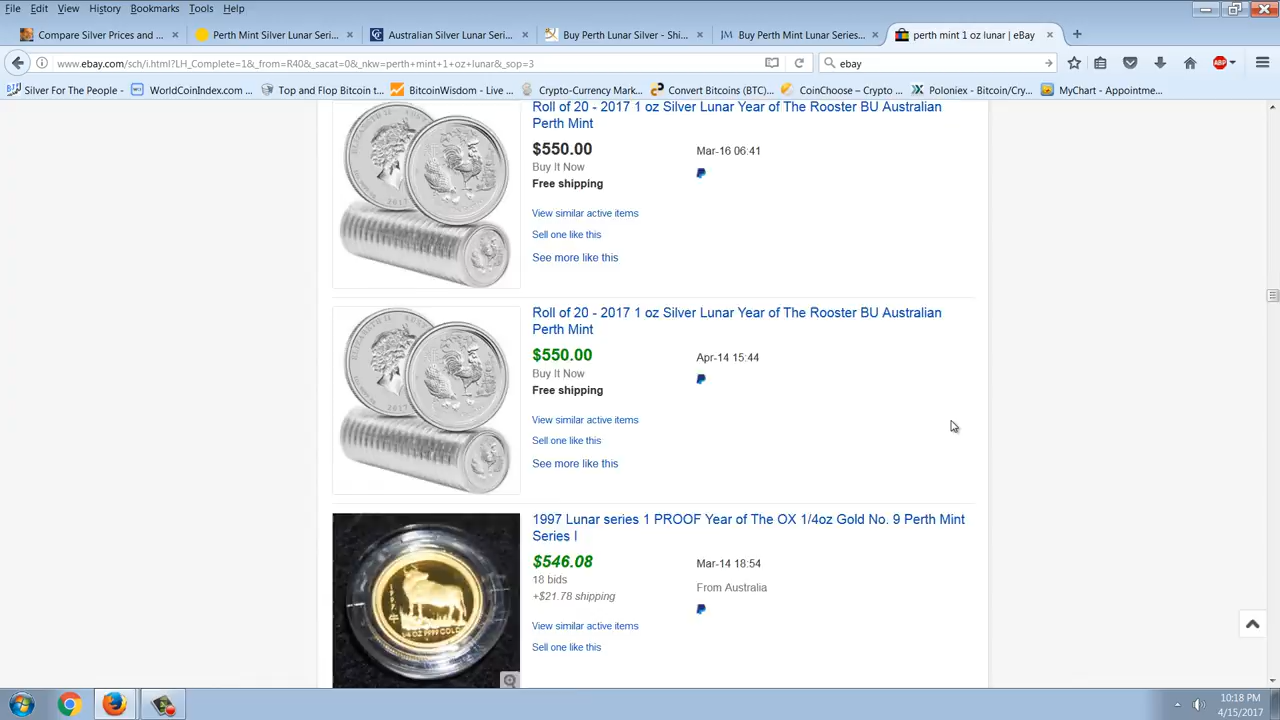 File Edit View History Bookmarks Tools Help
Compare Silver Prices and ... × Perth Mint Silver Lunar Seri... × Australian Silver Lunar Seri... × Buy Perth Lunar Silver - Shi... × JM Buy Perth Mint Lunar Series... × perth mint 1 oz lunar | eBay × +
www.ebay.com/sch/i.html?LH_Complete=1&_from=R40&_sacat=0&_nkw=perth+mint+1+oz+lunar&_sop=3 ebay ABP
Silver For The People - WorldCoinIndex.com ... Top and Flop Bitcoin t... BitcoinWisdom - Live ... Crypto-Currency Mark... Convert Bitcoins (BTC)... CoinChoose – Crypto ... Poloniex - Bitcoin/Cry... MyChart - Appointme...
Roll of 20 - 2017 1 oz Silver Lunar Year of The Rooster BU Australian
Perth Mint
$550.00 Mar-16 06:41
Buy It Now
Free shipping
View similar active items
Sell one like this
See more like this
Roll of 20 - 2017 1 oz Silver Lunar Year of The Rooster BU Australian
Perth Mint
$550.00 Apr-14 15:44
Buy It Now
Free shipping
View similar active items
Sell one like this
See more like this
1997 Lunar series 1 PROOF Year of The OX 1/4oz Gold No. 9 Perth Mint
Series I
$546.08 Mar-14 18:54
18 bids From Australia
+$21.78 shipping
View similar active items
Sell one like this
10:18 PM
4/15/2017